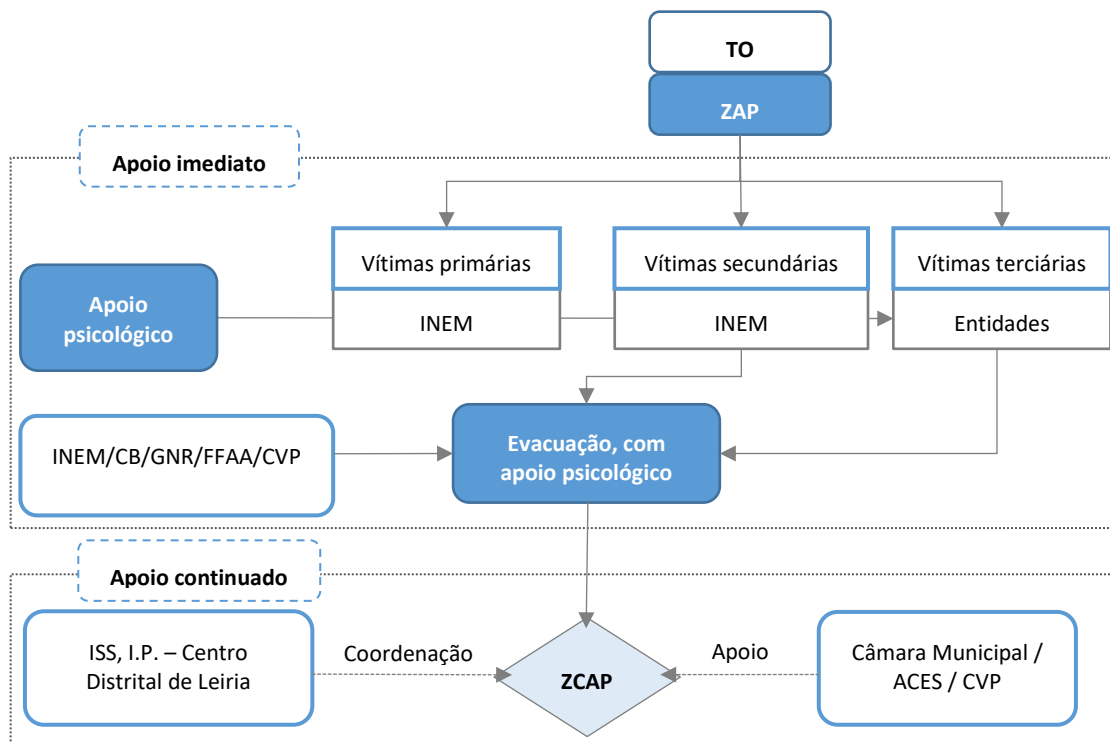 TO
ZAP
Apoio imediato
Vítimas primárias
Vítimas secundárias
Vítimas terciárias
Apoio
psicológico
INEM
INEM
Entidades
INEM/CB/GNR/FFAA/CVP
Evacuação, com
apoio psicológico
Apoio continuado
ISS, I.P. – Centro
Distrital de Leiria
Coordenação
ZCAP
Apoio
Câmara Municipal /
ACES / CVP